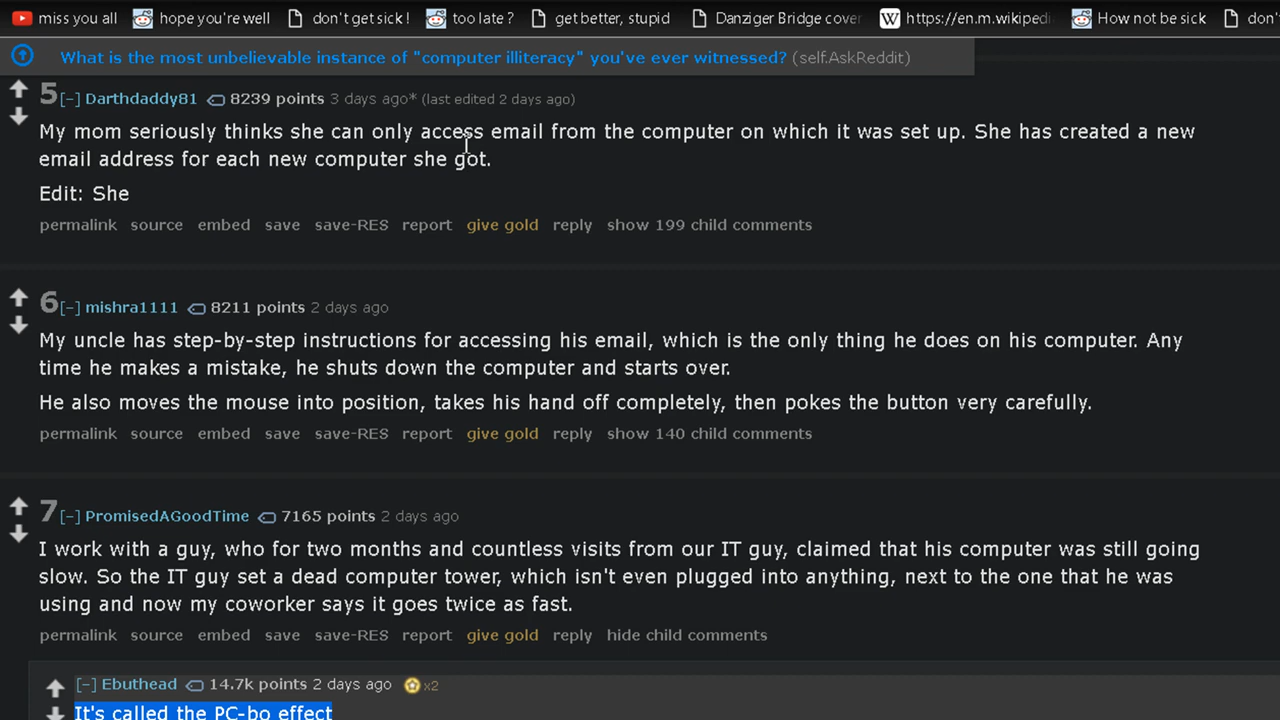 miss you all hope you're well don't get sick ! too late ? get better, stupid Danziger Bridge cover https://en.m.wikipedi How not be sick don'
What is the most unbelievable instance of "computer illiteracy" you've ever witnessed? (self.AskReddit)
5 [–] Darthdaddy81 8239 points 3 days ago* (last edited 2 days ago)
My mom seriously thinks she can only access email from the computer on which it was set up. She has created a new
email address for each new computer she got.
Edit: She
permalink source embed save save-RES report give gold reply show 199 child comments
6 [–] mishra1111 8211 points 2 days ago
My uncle has step-by-step instructions for accessing his email, which is the only thing he does on his computer. Any
time he makes a mistake, he shuts down the computer and starts over.
He also moves the mouse into position, takes his hand off completely, then pokes the button very carefully.
permalink source embed save save-RES report give gold reply show 140 child comments
7 [–] PromisedAGoodTime 7165 points 2 days ago
I work with a guy, who for two months and countless visits from our IT guy, claimed that his computer was still going
slow. So the IT guy set a dead computer tower, which isn't even plugged into anything, next to the one that he was
using and now my coworker says it goes twice as fast.
permalink source embed save save-RES report give gold reply hide child comments
[–] Ebuthead 14.7k points 2 days ago x2
It's called the PC-bo effect